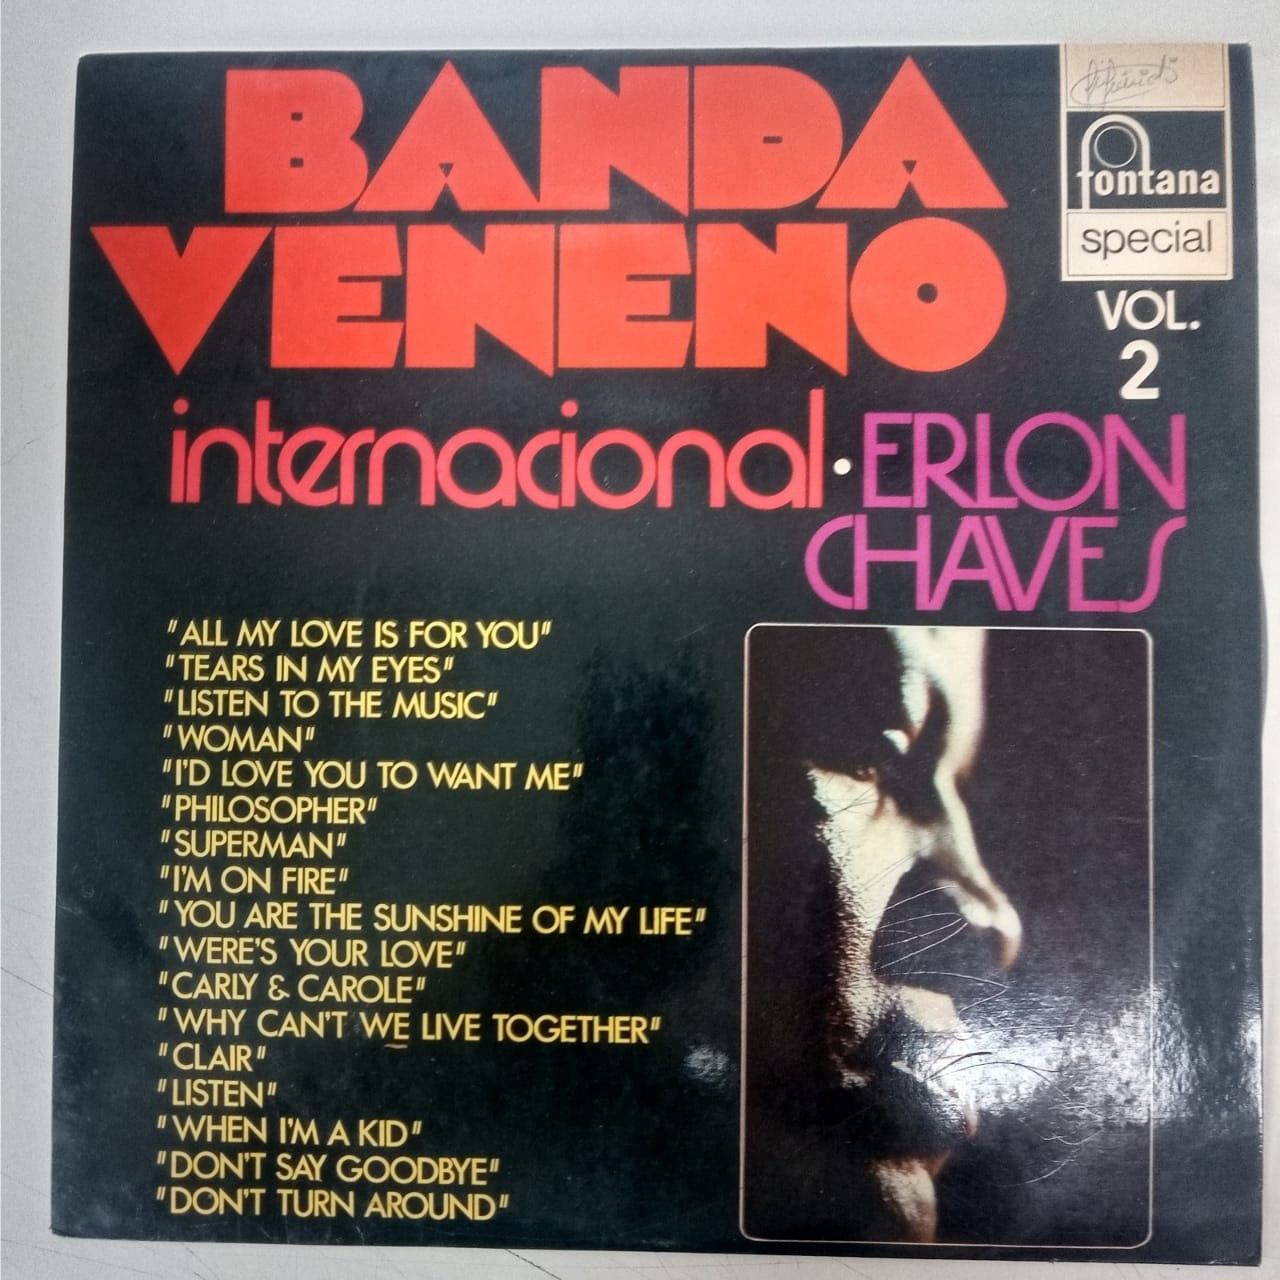 BANDA
VENENO
internacional · ERLON
CHAVES
fontana
special
VOL.
2
"ALL MY LOVE IS FOR YOU"
"TEARS IN MY EYES"
"LISTEN TO THE MUSIC"
"WOMAN"
"I'D LOVE YOU TO WANT ME"
"PHILOSOPHER"
"SUPERMAN"
"I'M ON FIRE"
"YOU ARE THE SUNSHINE OF MY LIFE"
"WERE'S YOUR LOVE"
"CARLY & CAROLE"
"WHY CAN'T WE LIVE TOGETHER"
"CLAIR"
"LISTEN"
"WHEN I'M A KID"
"DON'T SAY GOODBYE"
"DON'T TURN AROUND"